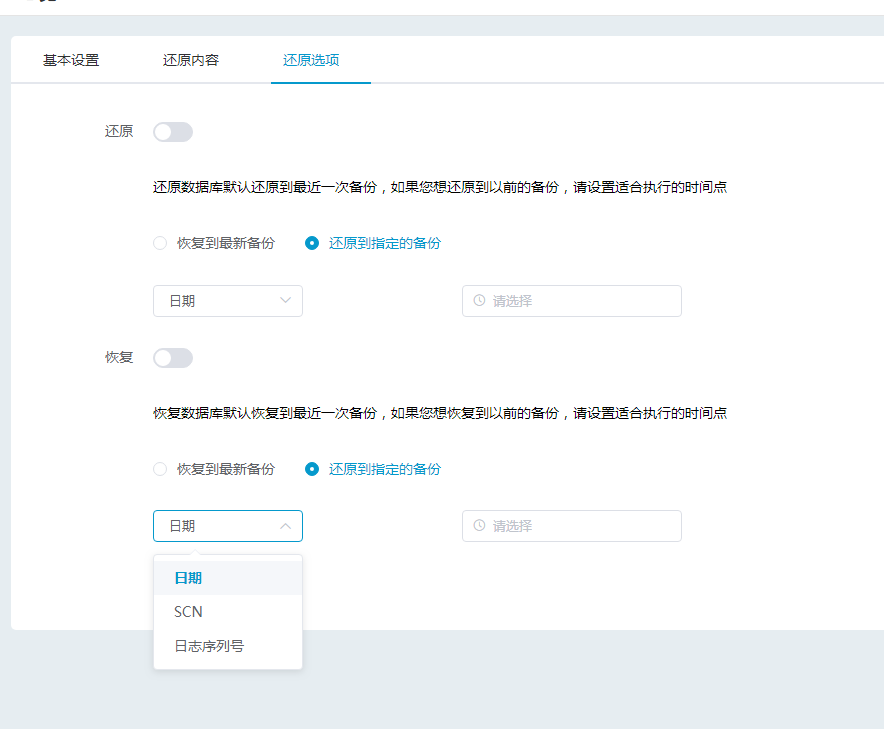 基本设置 还原内容 还原选项
还原
还原数据库默认还原到最近一次备份，如果您想还原到以前的备份，请设置适合执行的时间点
恢复到最新备份 还原到指定的备份
日期 请选择
恢复
恢复数据库默认恢复到最近一次备份，如果您想恢复到以前的备份，请设置适合执行的时间点
恢复到最新备份 还原到指定的备份
日期 请选择
日期
SCN
日志序列号